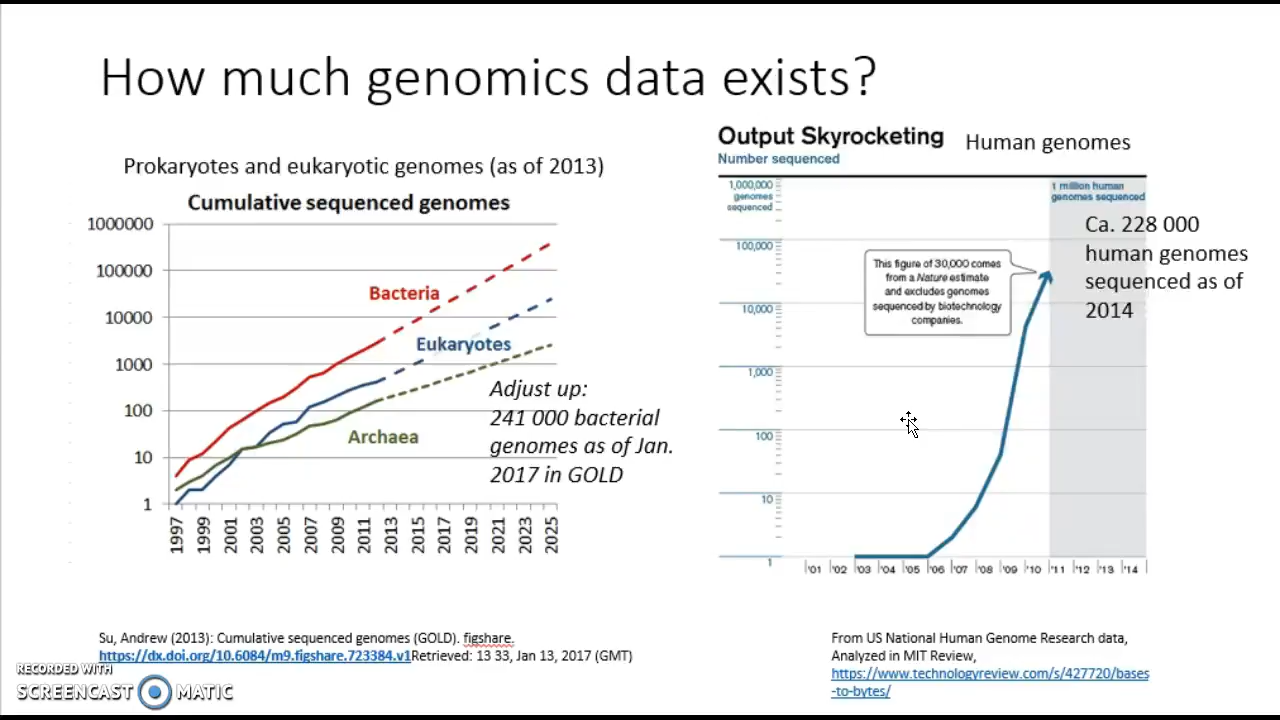 How much genomics data exists?
Prokaryotes and eukaryotic genomes (as of 2013)
Cumulative sequenced genomes
1000000
100000
10000
1000
100
10
1
Bacteria
Eukaryotes
Archaea
1997
1999
2001
2003
2005
2007
2009
2011
2013
2015
2017
2019
2021
2023
2025
Adjust up:
241 000 bacterial
genomes as of Jan.
2017 in GOLD
Su, Andrew (2013): Cumulative sequenced genomes (GOLD). figshare.
https://dx.doi.org/10.6084/m9.figshare.723384.v1Retrieved: 13 33, Jan 13, 2017 (GMT)
Output Skyrocketing
Human genomes
Number sequenced
1,000,000
genomes
sequenced
100,000
10,000
1,000
100
10
1
1 million human
genomes sequenced
This figure of 30,000 comes
from a Nature estimate
and excludes genomes
sequenced by biotechnology
companies.
Ca. 228 000
human genomes
sequenced as of
2014
'01 '02 '03 '04 '05 '06 '07 '08 '09 '10 '11 '12 '13 '14
From US National Human Genome Research data,
Analyzed in MIT Review,
https://www.technologyreview.com/s/427720/bases
-to-bytes/
RECORDED WITH
SCREENCAST MATIC